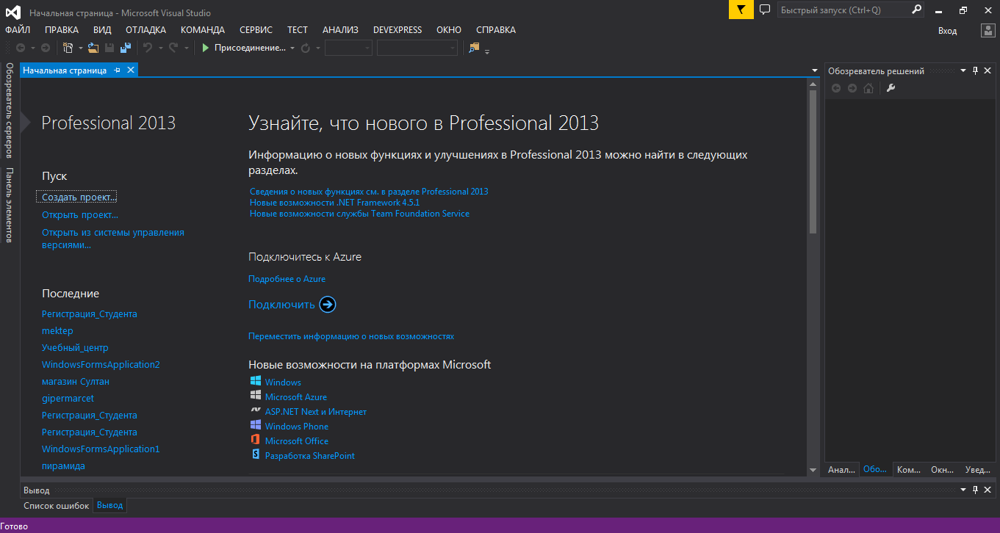 Начальная страница - Microsoft Visual Studio
Быстрый запуск (Ctrl+Q)
ФАЙЛ ПРАВКА ВИД ОТЛАДКА КОМАНДА СЕРВИС ТЕСТ АНАЛИЗ DEVEXPRESS ОКНО СПРАВКА
Вход
Присоединение...
Обозреватель серверов
Панель элементов
Начальная страница
Professional 2013
Пуск
Создать проект...
Открыть проект...
Открыть из системы управления
версиями...
Последние
Регистрация_Студента
mektep
Учебный_центр
WindowsFormsApplication2
магазин Султан
gipermarcet
Регистрация_Студента
Регистрация_Студента
WindowsFormsApplication1
пирамида
Узнайте, что нового в Professional 2013
Информацию о новых функциях и улучшениях в Professional 2013 можно найти в следующих
разделах.
Сведения о новых функциях см. в разделе Professional 2013
Новые возможности .NET Framework 4.5.1
Новые возможности службы Team Foundation Service
Подключитесь к Azure
Подробнее о Azure
Подключить
Переместить информацию о новых возможностях
Новые возможности на платформах Microsoft
Windows
Microsoft Azure
ASP.NET Next и Интернет
Windows Phone
Microsoft Office
Разработка SharePoint
Обозреватель решений
Анал... Обо... Ком... Окн... Увед...
Вывод
Список ошибок Вывод
Готово